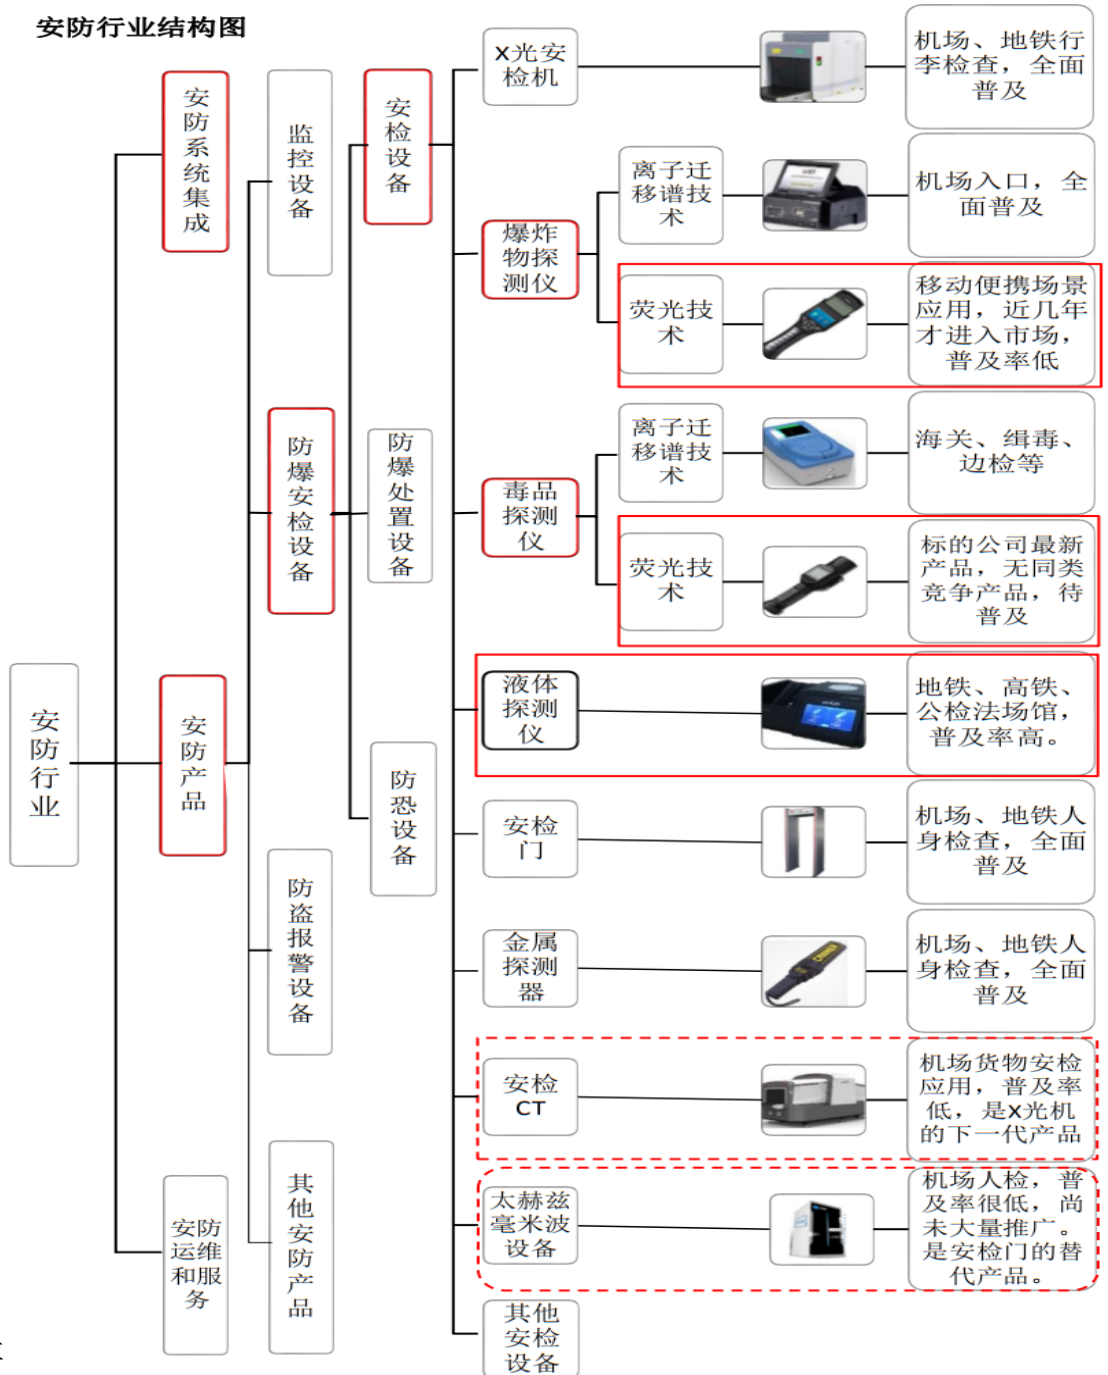 安防行业结构图
安
防
行
业
安
防
系
统
集
成
安
防
产
品
安防
运维
和服
务
监
控
设
备
防
爆
安
检
设
备
防
盗
报
警
设
备
其
他
安
防
产
品
安
检
设
备
防
爆
处
置
设
备
防
恐
设
备
X光安
检机
机场、地铁行
李检查，全面
普及
爆炸
物探
测仪
离子迁
移谱技
术
机场入口，全
面普及
荧光技
术
移动便携场景
应用，近几年
才进入市场，
普及率低
毒品
探测
仪
离子迁
移谱技
术
海关、缉毒、
边检等
荧光技
术
标的公司最新
产品，无同类
竞争产品，待
普及
液体
探测
仪
地铁、高铁、
公检法场馆，
普及率高。
安检
门
机场、地铁人
身检查，全面
普及
金属
探测
器
机场、地铁人
身检查，全面
普及
安检
CT
机场货物安检
应用，普及率
低，是X光机
的下一代产品
太赫兹
毫米波
设备
机场人检，普
及率很低，尚
未大量推广。
是安检门的替
代产品。
其他
安检
设备